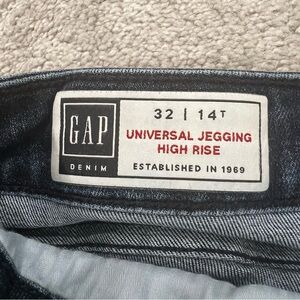 GAP
DENIM
32 | 14T
UNIVERSAL JEGGING
HIGH RISE
ESTABLISHED IN 1969